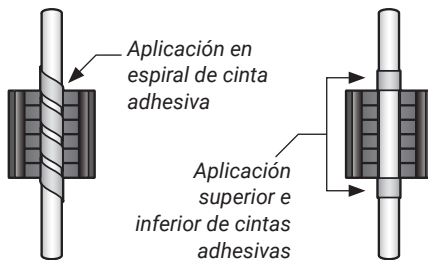 Aplicación en
espiral de cinta
adhesiva
Aplicación
superior e
inferior de cintas
adhesivas